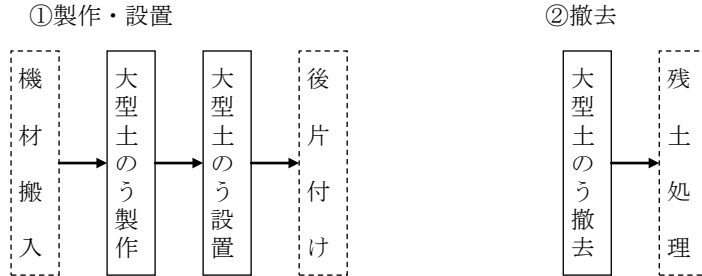 ①製作・設置
機材搬入
大型土のう製作
大型土のう設置
後片付け
②撤去
大型土のう撤去
残土処理